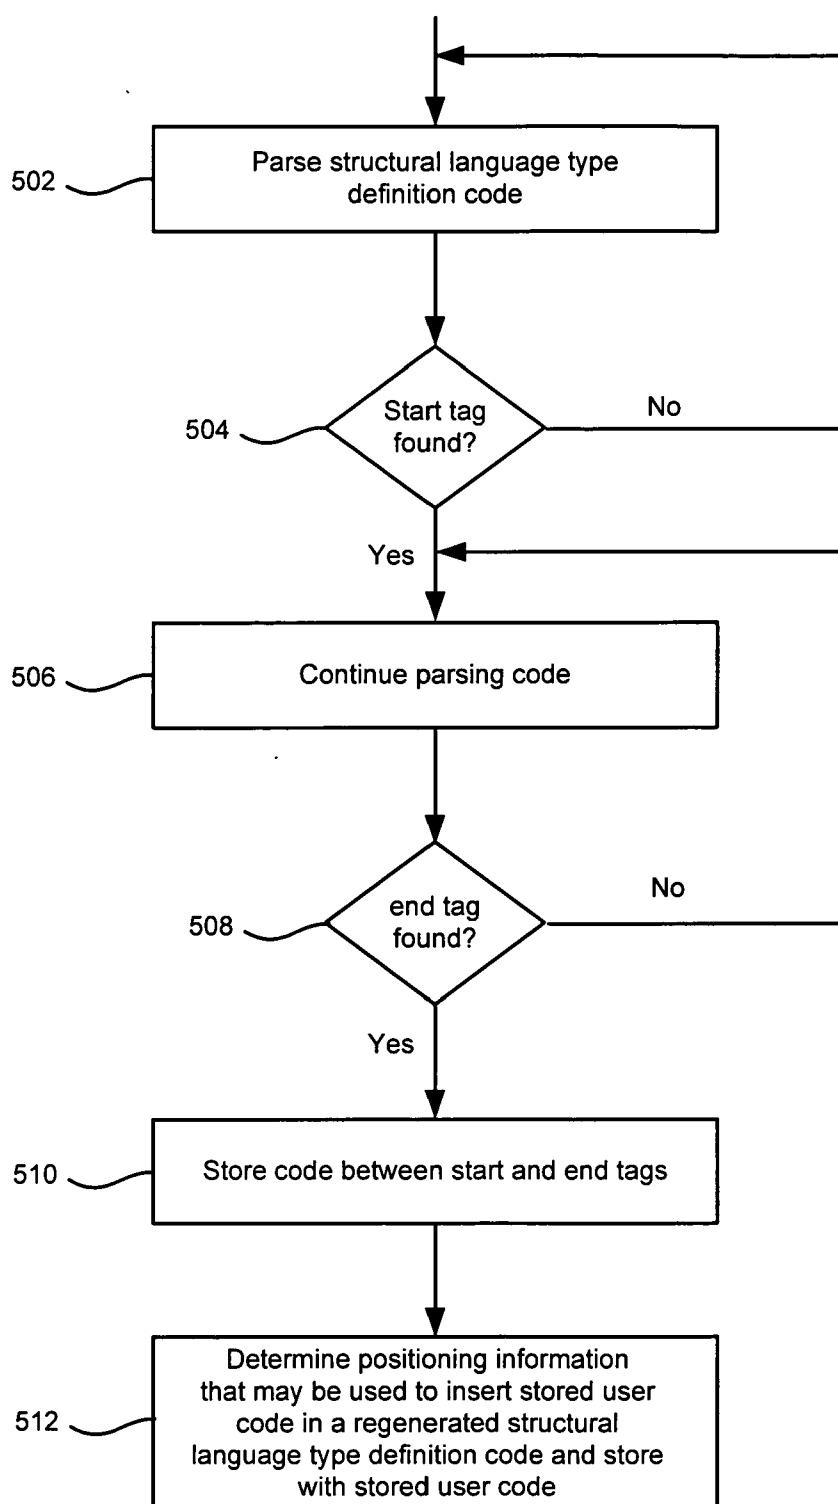 502
Parse structural language type
definition code
504
Start tag
found?
No
Yes
506
Continue parsing code
508
end tag
found?
No
Yes
510
Store code between start and end tags
512
Determine positioning information
that may be used to insert stored user
code in a regenerated structural
language type definition code and store
with stored user code